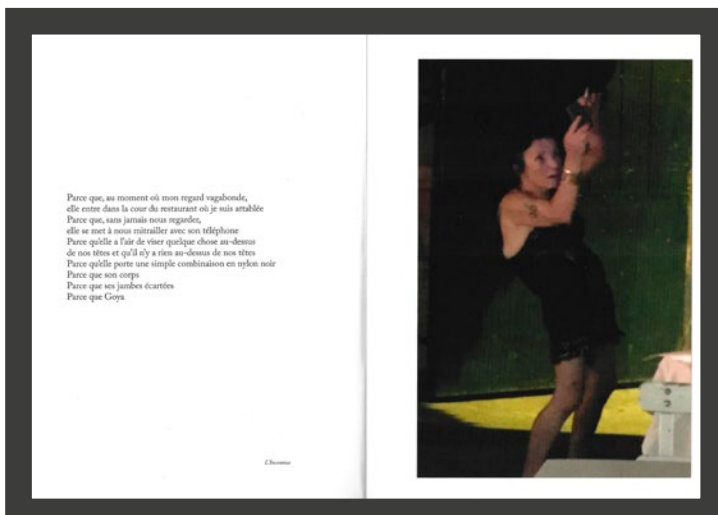 Parce que, au moment où mon regard vagabonde,
elle entre dans la cour du restaurant où je suis attablée
Parce que, sans jamais nous regarder,
elle se met à nous mitrailler avec son téléphone
Parce qu'elle a l'air de viser quelque chose au-dessus
de nos têtes et qu'il n'y a rien au-dessus de nos têtes
Parce qu'elle porte une simple combinaison en nylon noir
Parce que son corps
Parce que ses jambes écartées
Parce que Goya